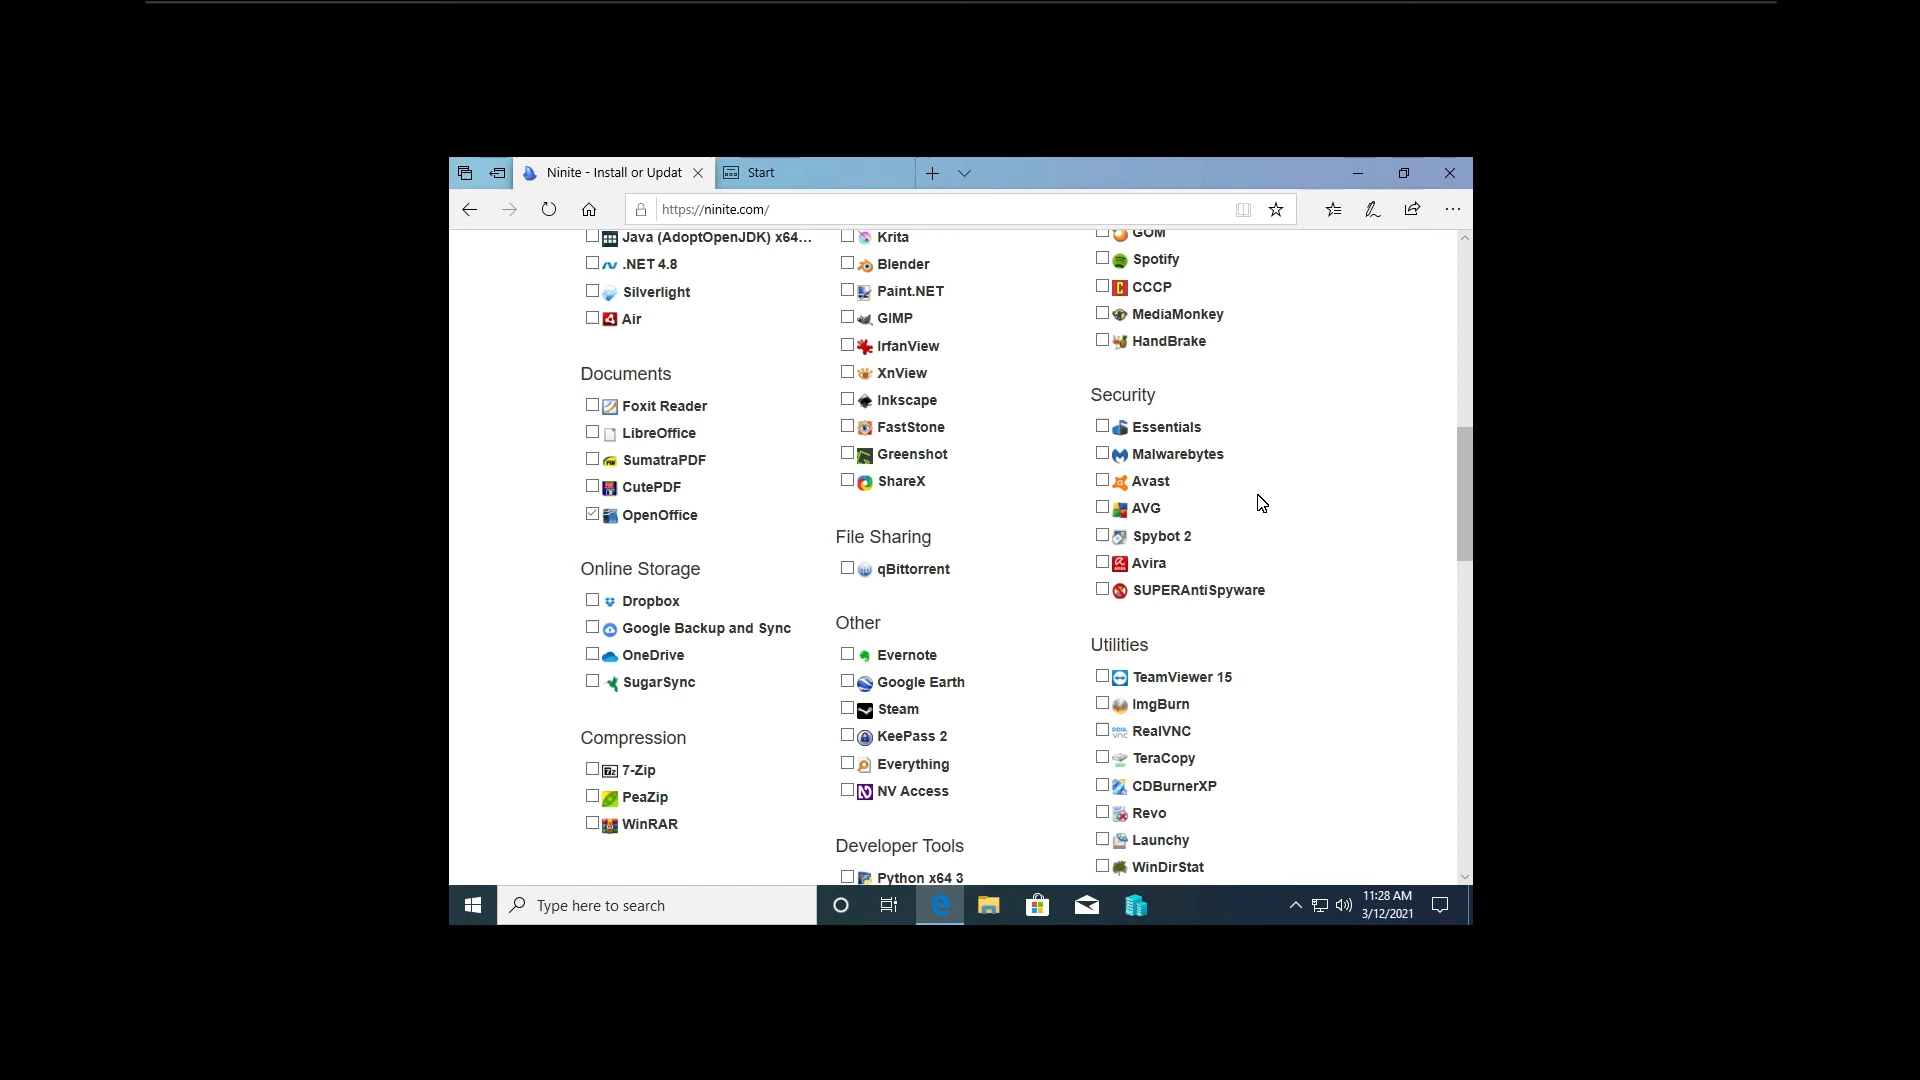 Ninite - Install or Updat
Start
https://ninite.com/
Java (AdoptOpenJDK) x64...
.NET 4.8
Silverlight
Air
Documents
Foxit Reader
LibreOffice
SumatraPDF
CutePDF
OpenOffice
Online Storage
Dropbox
Google Backup and Sync
OneDrive
SugarSync
Compression
7-Zip
PeaZip
WinRAR
Krita
Blender
Paint.NET
GIMP
IrfanView
XnView
Inkscape
FastStone
Greenshot
ShareX
File Sharing
qBittorrent
Other
Evernote
Google Earth
Steam
KeePass 2
Everything
NV Access
Developer Tools
Python x64 3
GOM
Spotify
CCCP
MediaMonkey
HandBrake
Security
Essentials
Malwarebytes
Avast
AVG
Spybot 2
Avira
SUPERAntiSpyware
Utilities
TeamViewer 15
ImgBurn
RealVNC
TeraCopy
CDBurnerXP
Revo
Launchy
WinDirStat
Type here to search
11:28 AM
3/12/2021